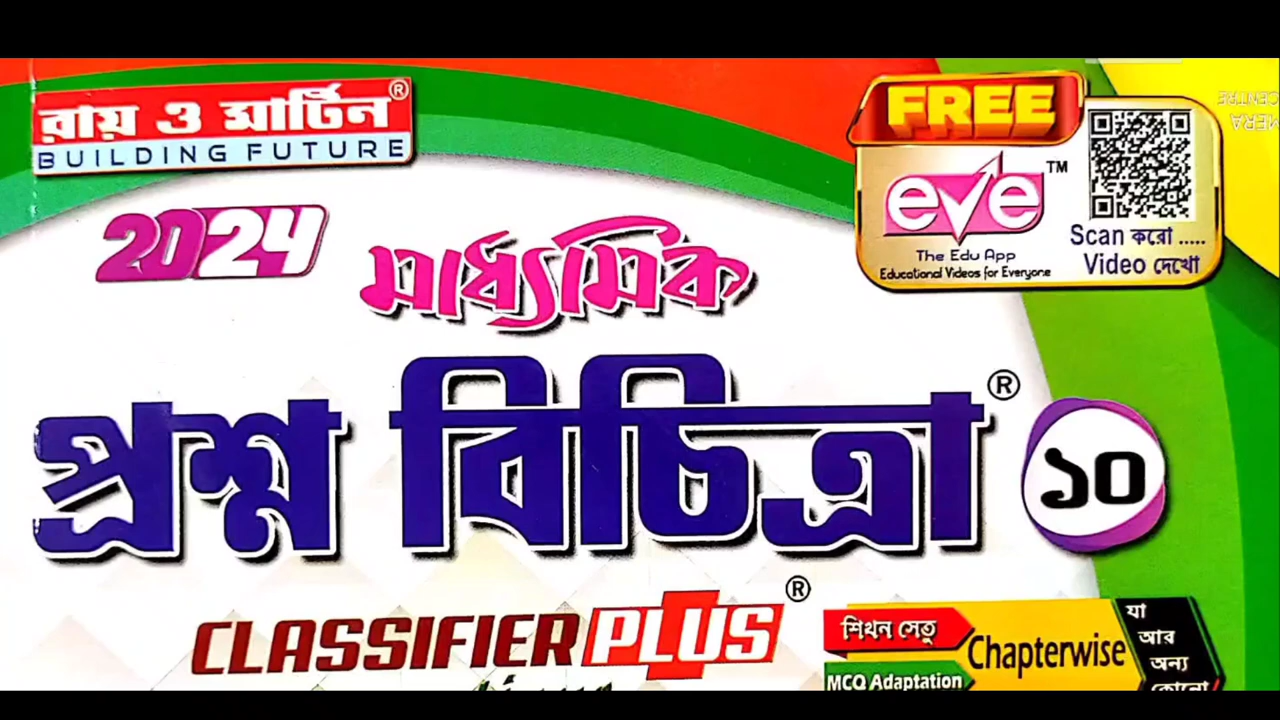 রায় ও মার্টিন®
BUILDING FUTURE
FREE
eve™
The Edu App
Educational Videos for Everyone
Scan করো .....
Video দেখো
2024
মাধ্যমিক
প্রশ্ন বিচিত্রা®
১০
CLASSIFIER PLUS®
শিখন সেতু
MCQ Adaptation
Chapterwise
যা
আর
অন্য
কোনো
CENTRE